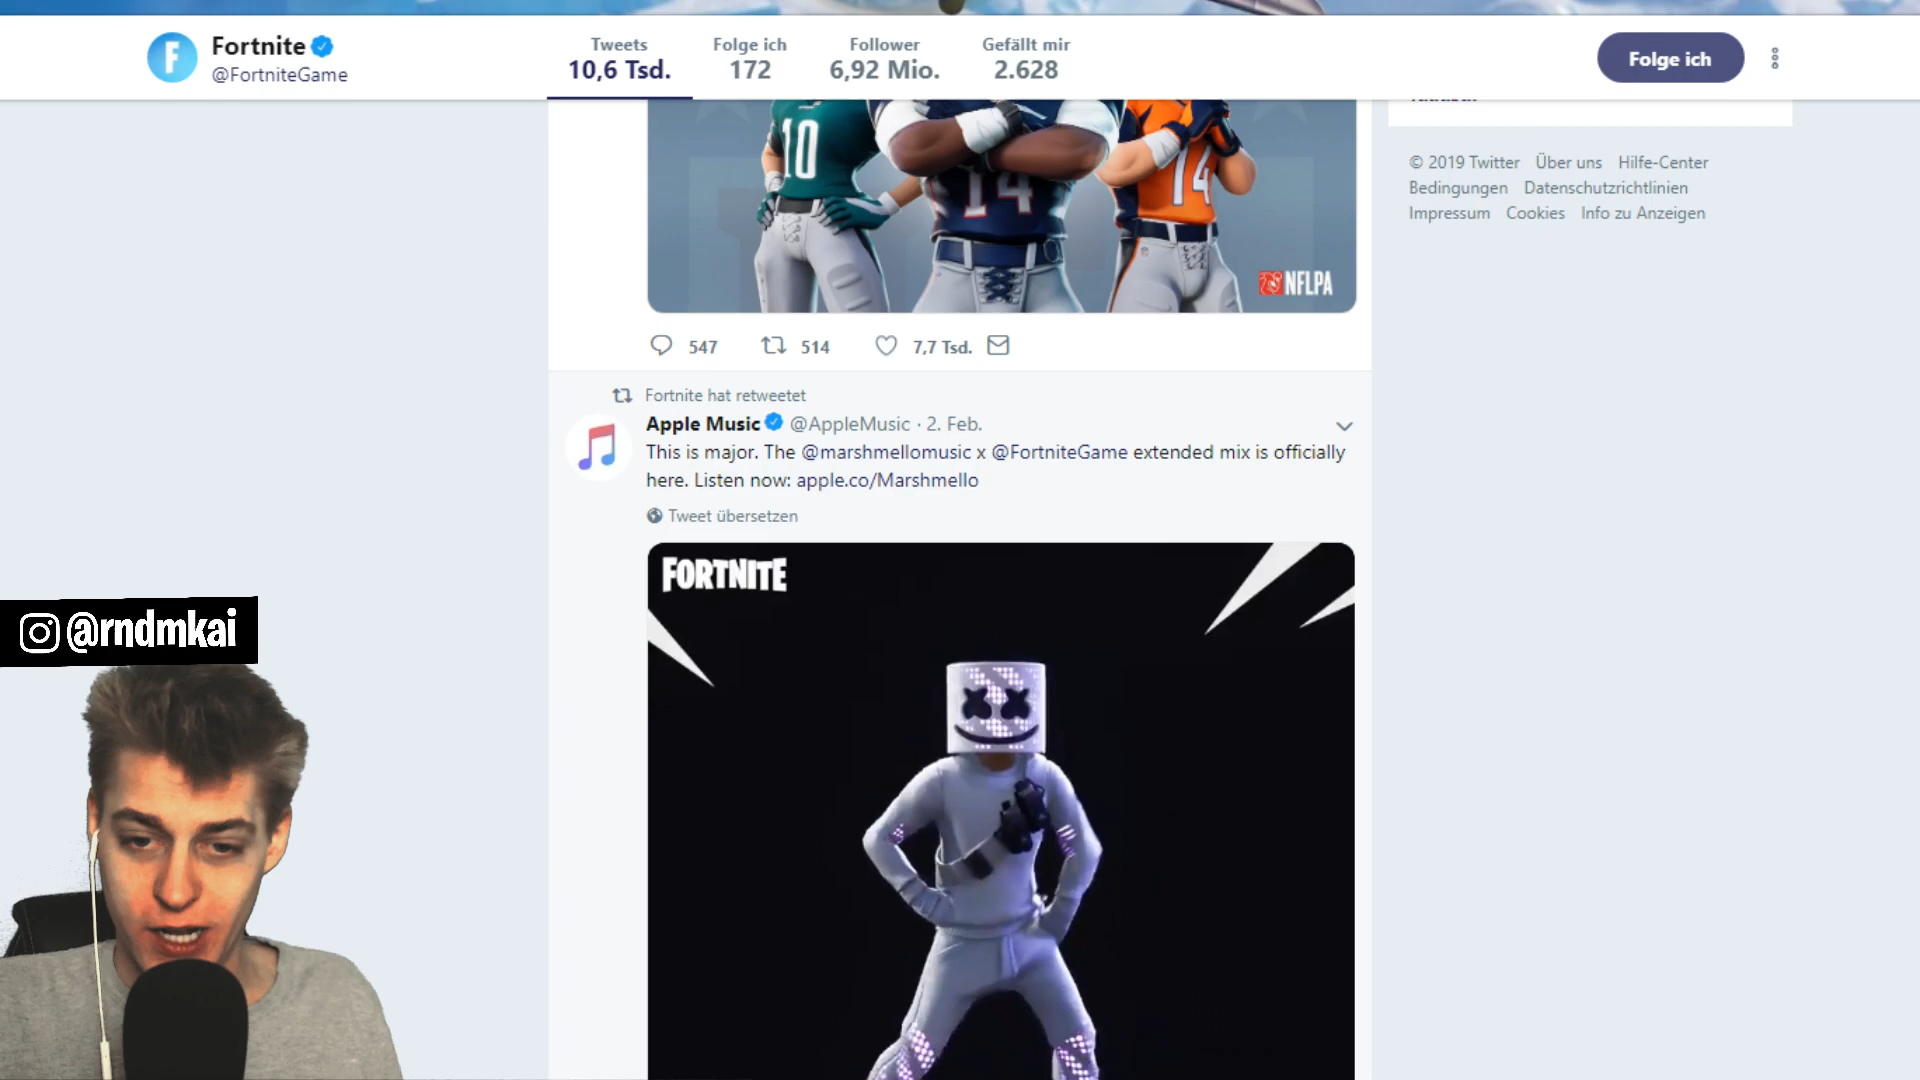 Fortnite
@FortniteGame
Tweets
10,6 Tsd.
Folge ich
172
Follower
6,92 Mio.
Gefällt mir
2.628
Folge ich
10
14
14
NFLPA
© 2019 Twitter Über uns Hilfe-Center
Bedingungen Datenschutzrichtlinien
Impressum Cookies Info zu Anzeigen
547 514 7,7 Tsd.
Fortnite hat retweetet
Apple Music @AppleMusic · 2. Feb.
This is major. The @marshmellomusic x @FortniteGame extended mix is officially
here. Listen now: apple.co/Marshmello
Tweet übersetzen
FORTNITE
@rndmkai